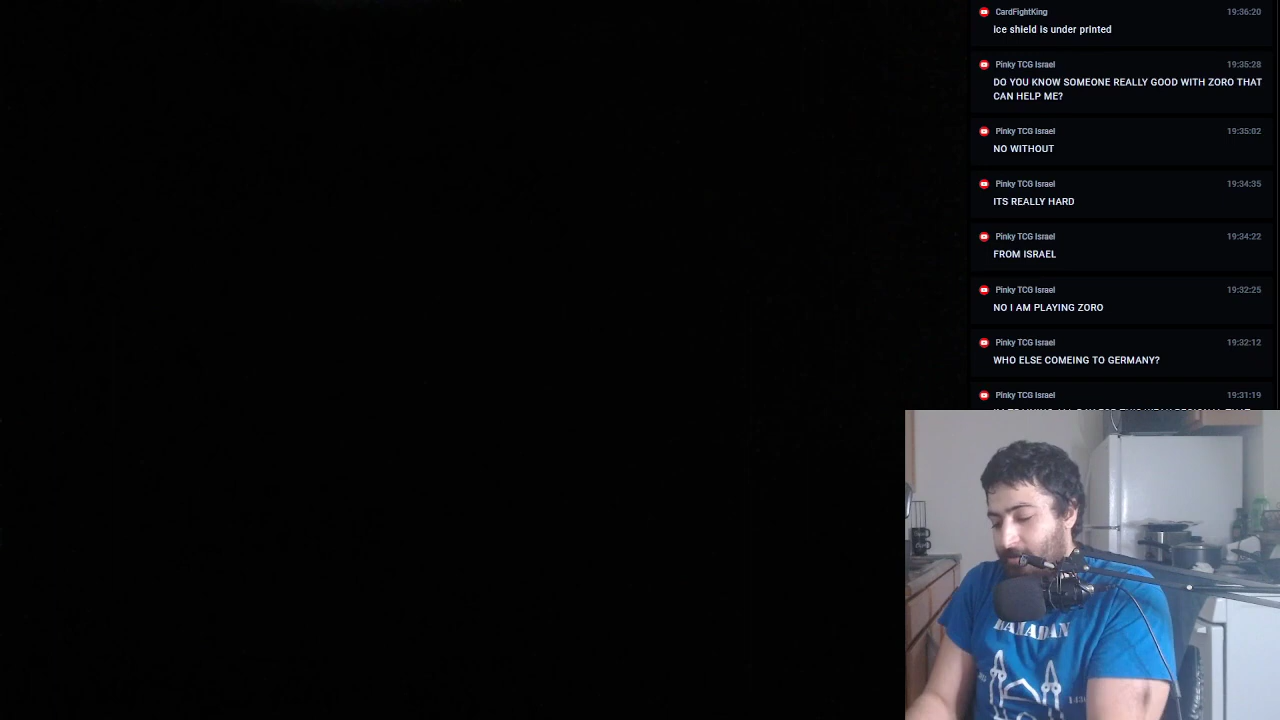 CardFightKing 19:36:20
Ice shield is under printed
Pinky TCG Israel 19:35:28
DO YOU KNOW SOMEONE REALLY GOOD WITH ZORO THAT
CAN HELP ME?
Pinky TCG Israel 19:35:02
NO WITHOUT
Pinky TCG Israel 19:34:35
ITS REALLY HARD
Pinky TCG Israel 19:34:22
FROM ISRAEL
Pinky TCG Israel 19:32:25
NO I AM PLAYING ZORO
Pinky TCG Israel 19:32:12
WHO ELSE COMEING TO GERMANY?
Pinky TCG Israel 19:31:19